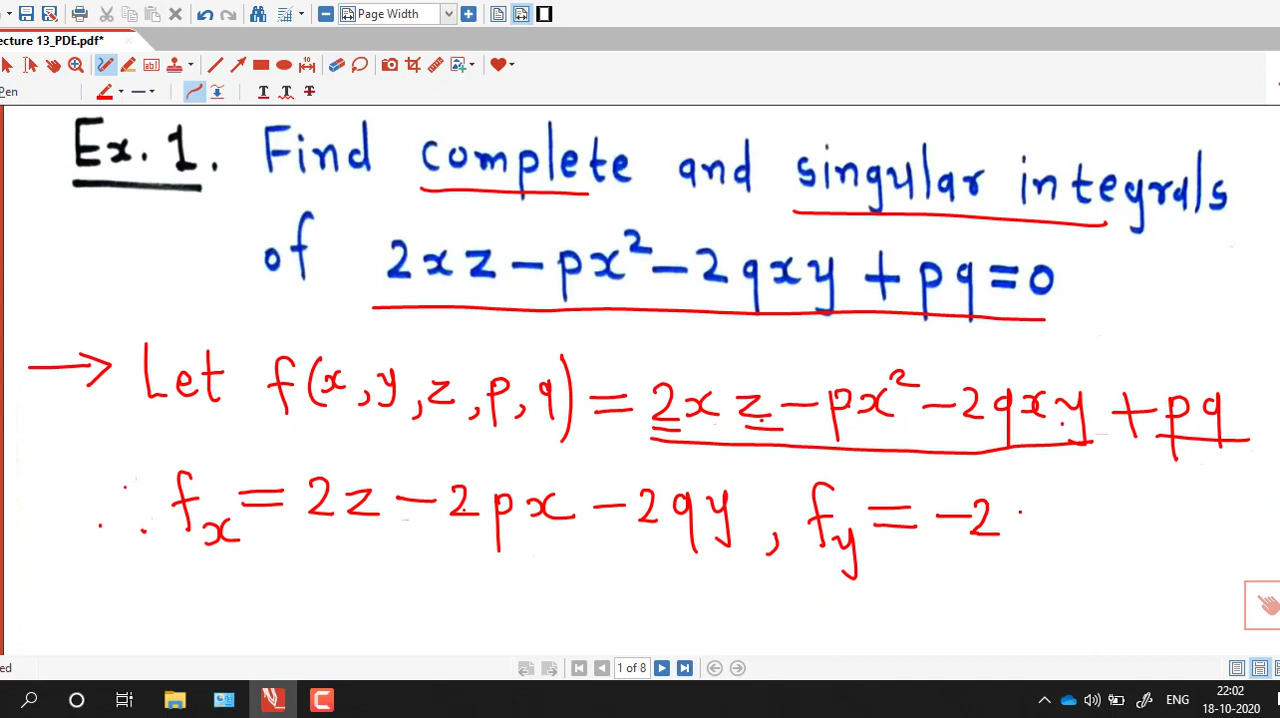 Page Width
ecture 13_PDE.pdf*
Pen
Ex. 1. Find complete and singular integrals
of 2xz - px² - 2qxy + pq = 0
→ Let f(x, y, z, p, q) = 2xz - px² - 2qxy + pq
∴ fx = 2z - 2px - 2qy, fy = -2
ed
1 of 8
ENG
22:02
18-10-2020